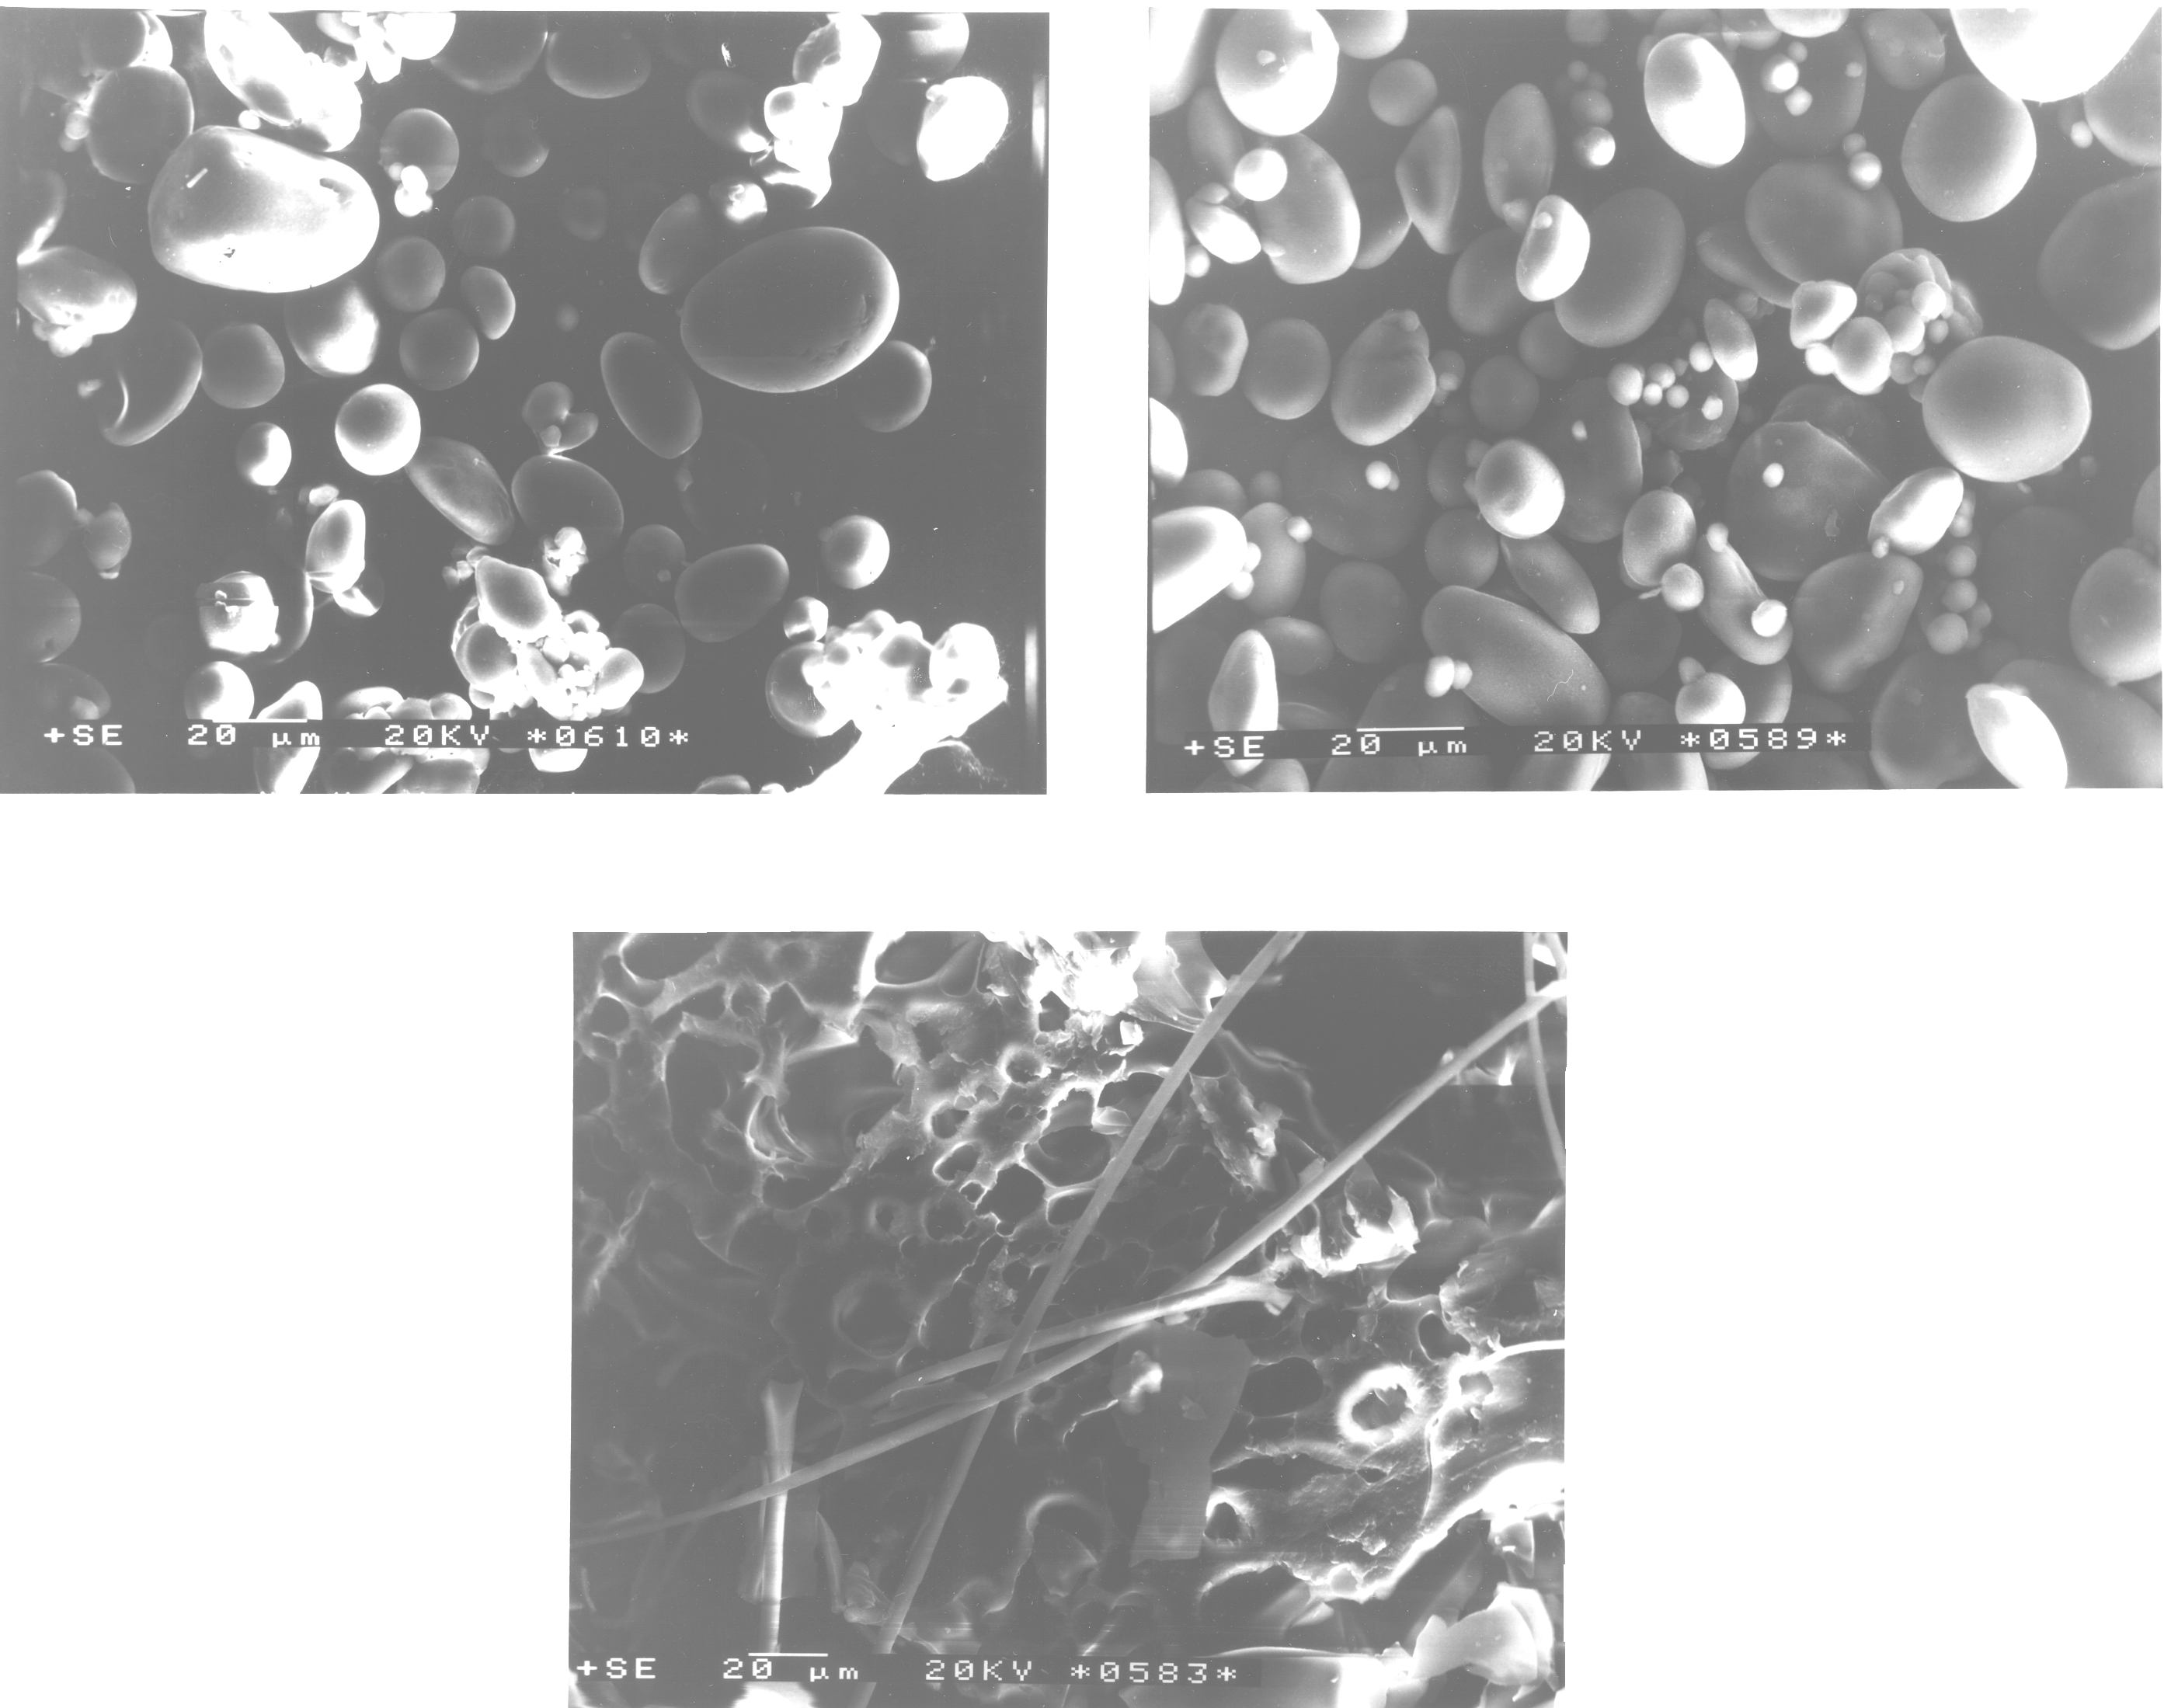 +SE 20 µm 20KV *0610*
+SE 20 µm 20KV *0589*
+SE 20 µm 20KV *0583*